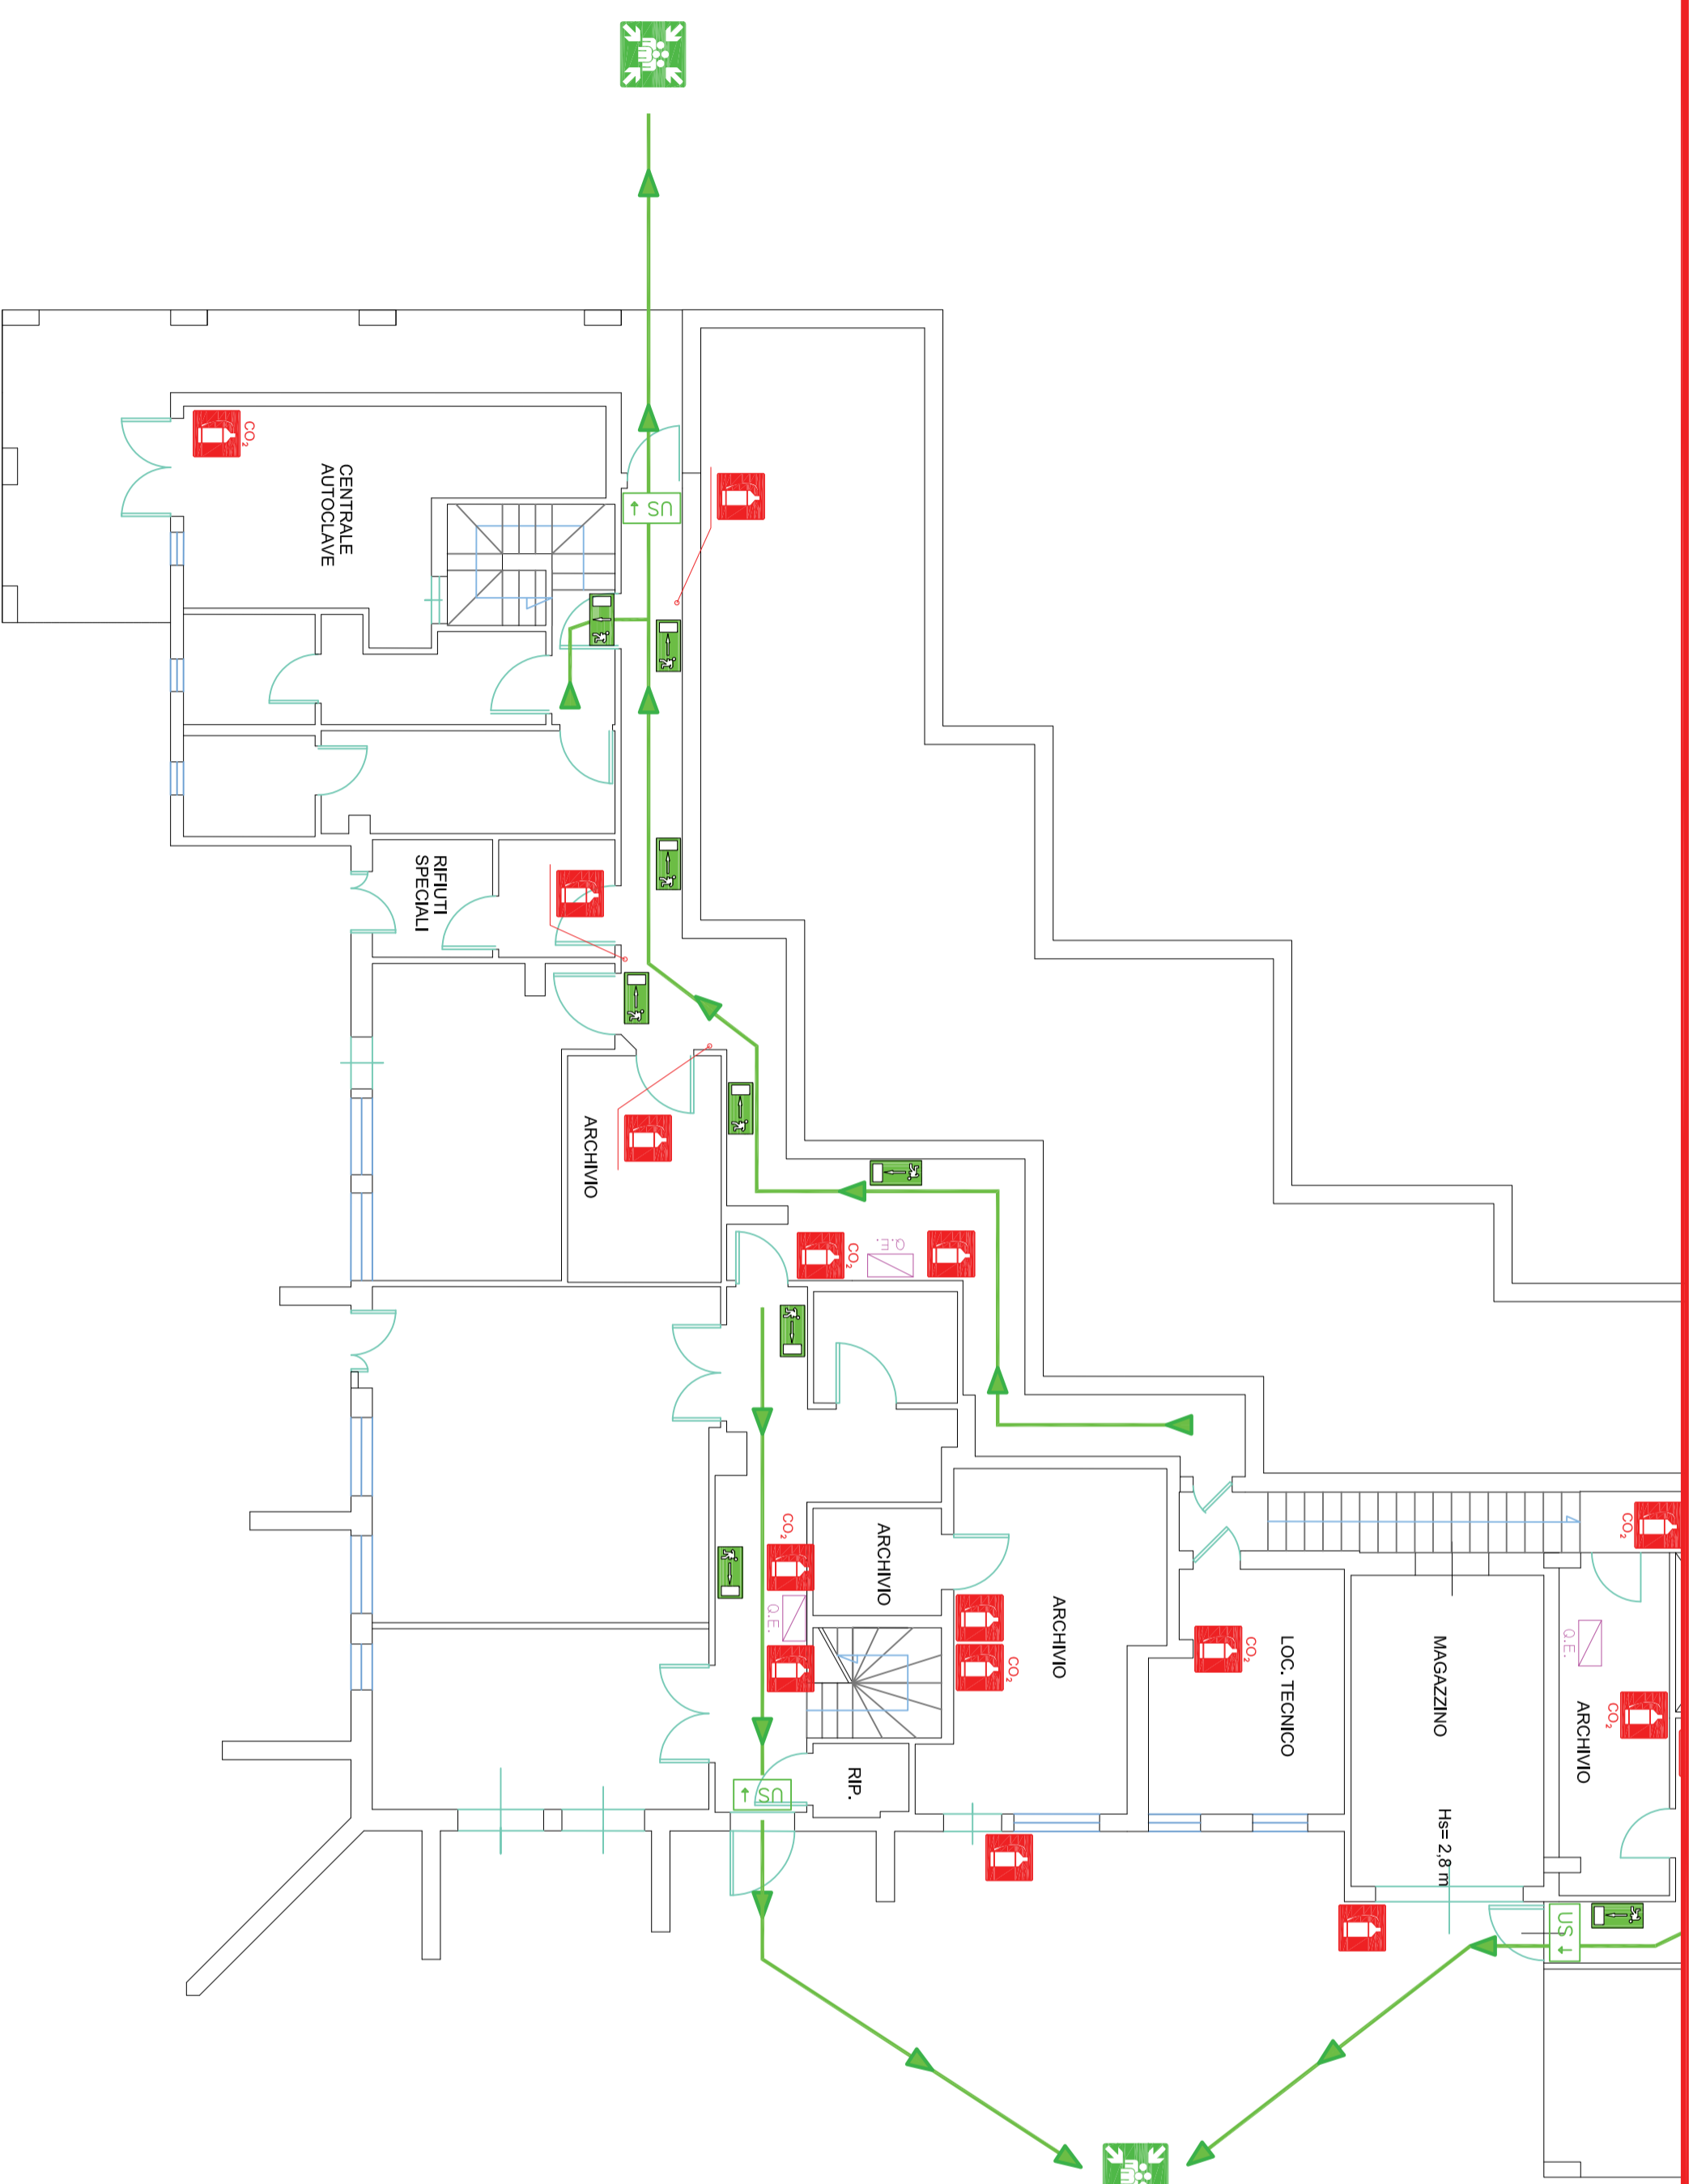 CO₂
CENTRALE
AUTOCLAVE
US →
RIFIUTI
SPECIALI
ARCHIVIO
CO₂
Q.E.
CO₂
Q.E.
ARCHIVIO
ARCHIVIO
CO₂
RIP.
US →
LOC. TECNICO
CO₂
MAGAZZINO
Hs= 2,8 m
CO₂
Q.E.
CO₂
ARCHIVIO
US →